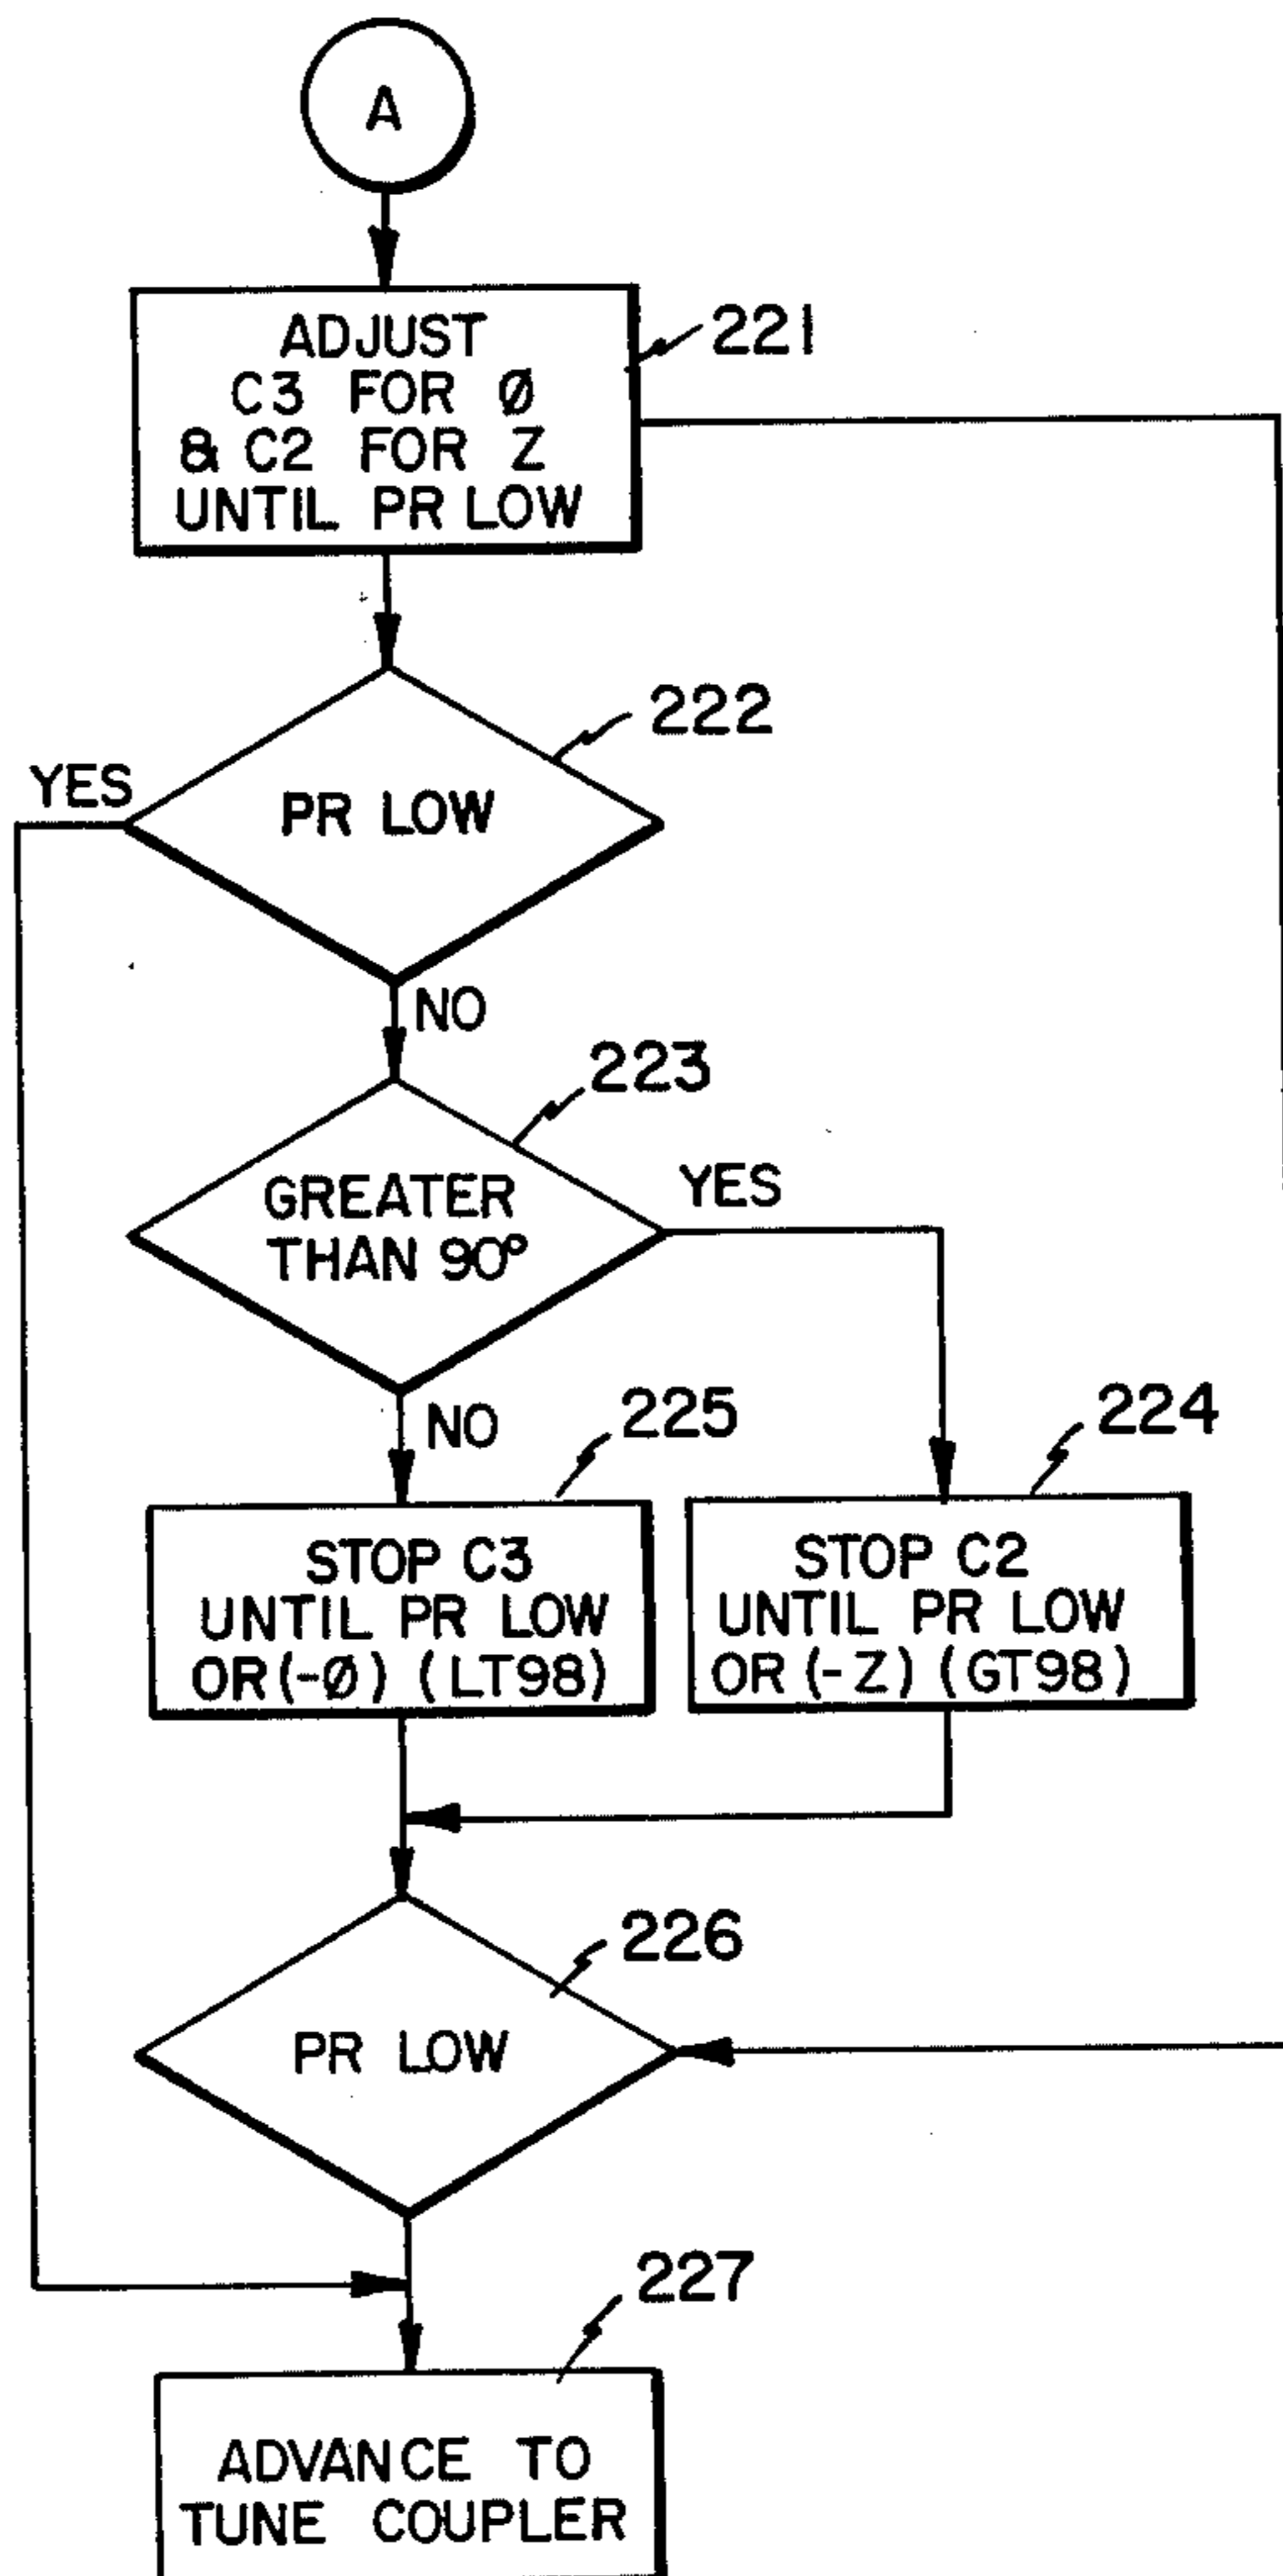 A
ADJUST
C3 FOR Ø
& C2 FOR Z
UNTIL PR LOW
221
222
YES
PR LOW
NO
223
GREATER
THAN 90°
YES
NO
225
STOP C3
UNTIL PR LOW
OR (-Ø) (LT98)
224
STOP C2
UNTIL PR LOW
OR (-Z) (GT98)
226
PR LOW
227
ADVANCE TO
TUNE COUPLER